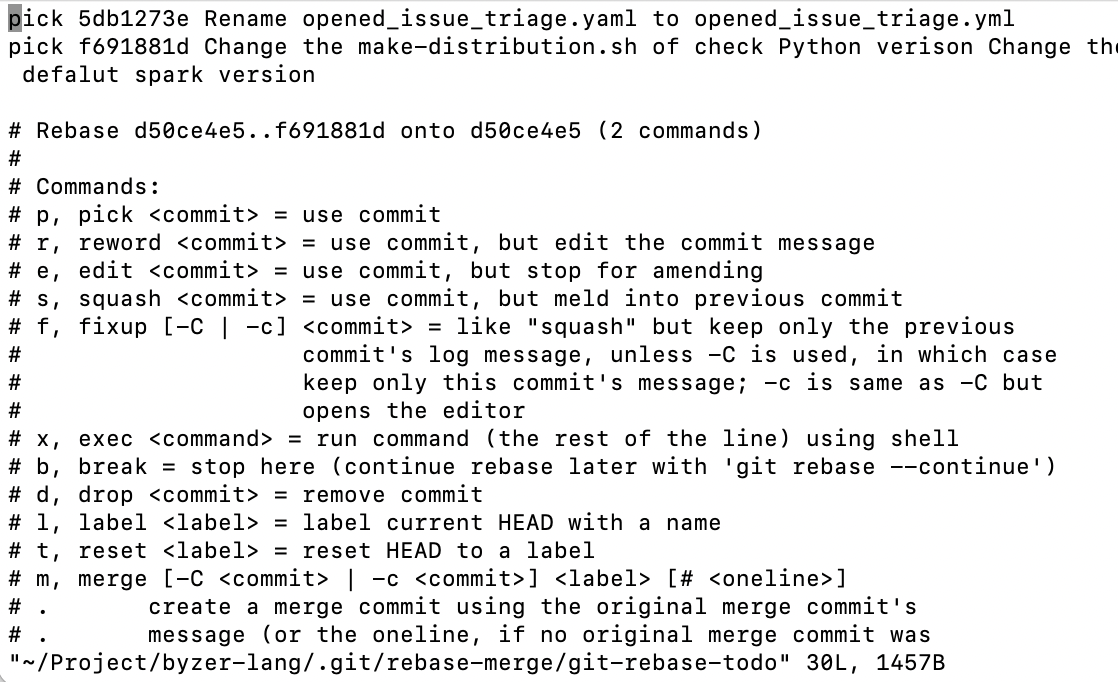 pick 5db1273e Rename opened_issue_triage.yaml to opened_issue_triage.yml
pick f691881d Change the make-distribution.sh of check Python verison Change the
 defalut spark version

# Rebase d50ce4e5..f691881d onto d50ce4e5 (2 commands)
#
# Commands:
# p, pick <commit> = use commit
# r, reword <commit> = use commit, but edit the commit message
# e, edit <commit> = use commit, but stop for amending
# s, squash <commit> = use commit, but meld into previous commit
# f, fixup [-C | -c] <commit> = like "squash" but keep only the previous
#                    commit's log message, unless -C is used, in which case
#                    keep only this commit's message; -c is same as -C but
#                    opens the editor
# x, exec <command> = run command (the rest of the line) using shell
# b, break = stop here (continue rebase later with 'git rebase --continue')
# d, drop <commit> = remove commit
# l, label <label> = label current HEAD with a name
# t, reset <label> = reset HEAD to a label
# m, merge [-C <commit> | -c <commit>] <label> [# <oneline>]
# .       create a merge commit using the original merge commit's
# .       message (or the oneline, if no original merge commit was
"~/Project/byzer-lang/.git/rebase-merge/git-rebase-todo" 30L, 1457B